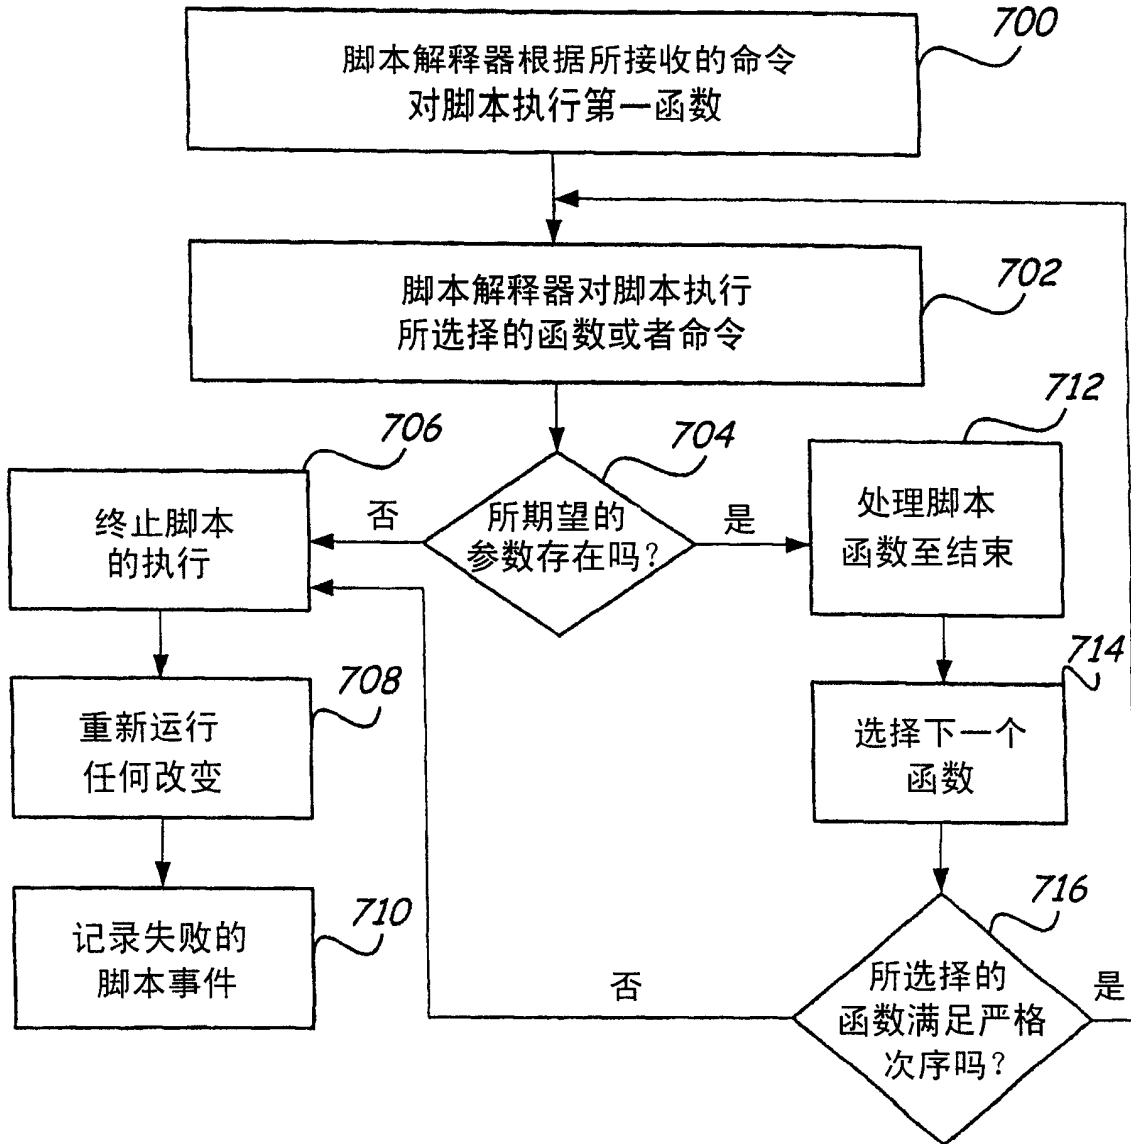 700
脚本解释器根据所接收的命令
对脚本执行第一函数
702
脚本解释器对脚本执行
所选择的函数或者命令
704
所期望的
参数存在吗?
否
是
706
终止脚本
的执行
712
处理脚本
函数至结束
708
重新运行
任何改变
714
选择下一个
函数
710
记录失败的
脚本事件
716
所选择的
函数满足严格
次序吗?
否
是